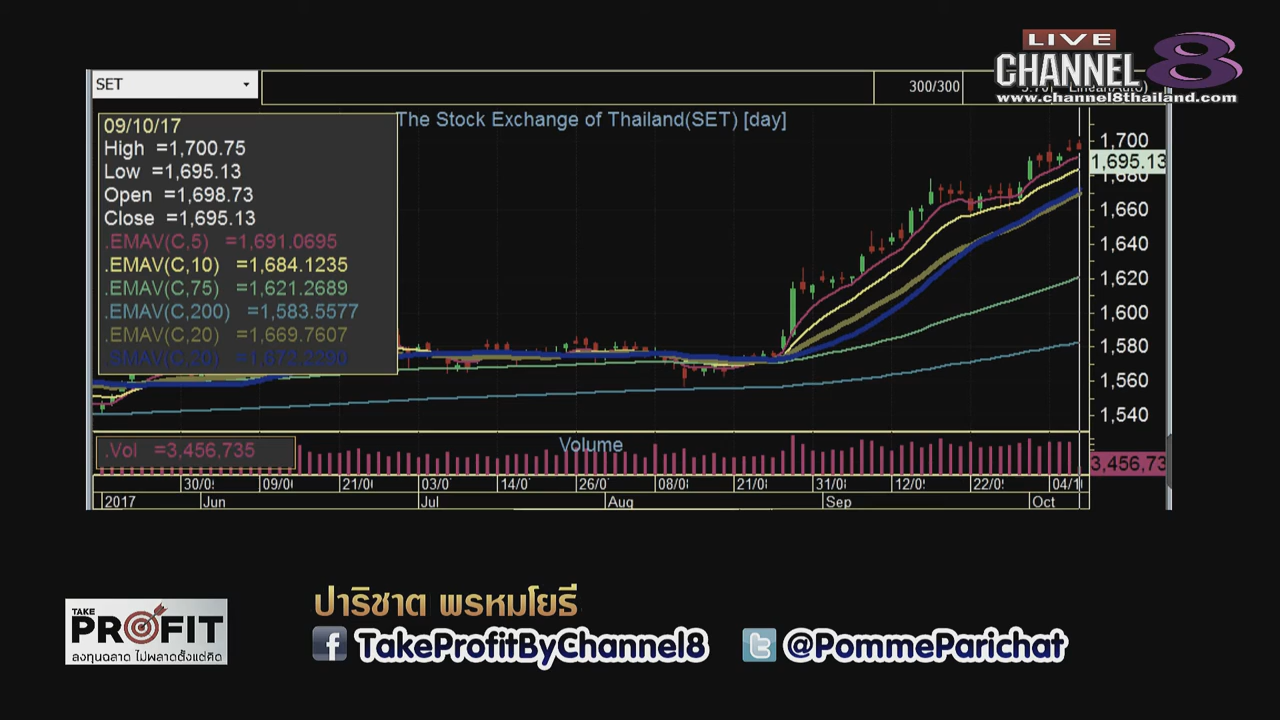 LIVE
CHANNEL 8
www.channel8thailand.com
SET
300/300
The Stock Exchange of Thailand(SET) [day]
09/10/17
High =1,700.75
Low =1,695.13
Open =1,698.73
Close =1,695.13
.EMAV(C,5) =1,691.0695
.EMAV(C,10) =1,684.1235
.EMAV(C,75) =1,621.2689
.EMAV(C,200) =1,583.5577
.EMAV(C,20) =1,669.7607
.SMAV(C,20) =1,672.2290
1,700
1,695.13
1,680
1,660
1,640
1,620
1,600
1,580
1,560
1,540
.Vol =3,456,735
Volume
3,456,73
30/0
09/0
21/0
03/0
14/0
26/0
08/0
21/0
31/0
12/0
22/0
04/1
2017 Jun Jul Aug Sep Oct
TAKE
PROFIT
ลงทุนฉลาด ไม่พลาดตั้งแต่คิด
ปาริชาต พรหมโยธี
TakeProfitByChannel8 @PommeParichat